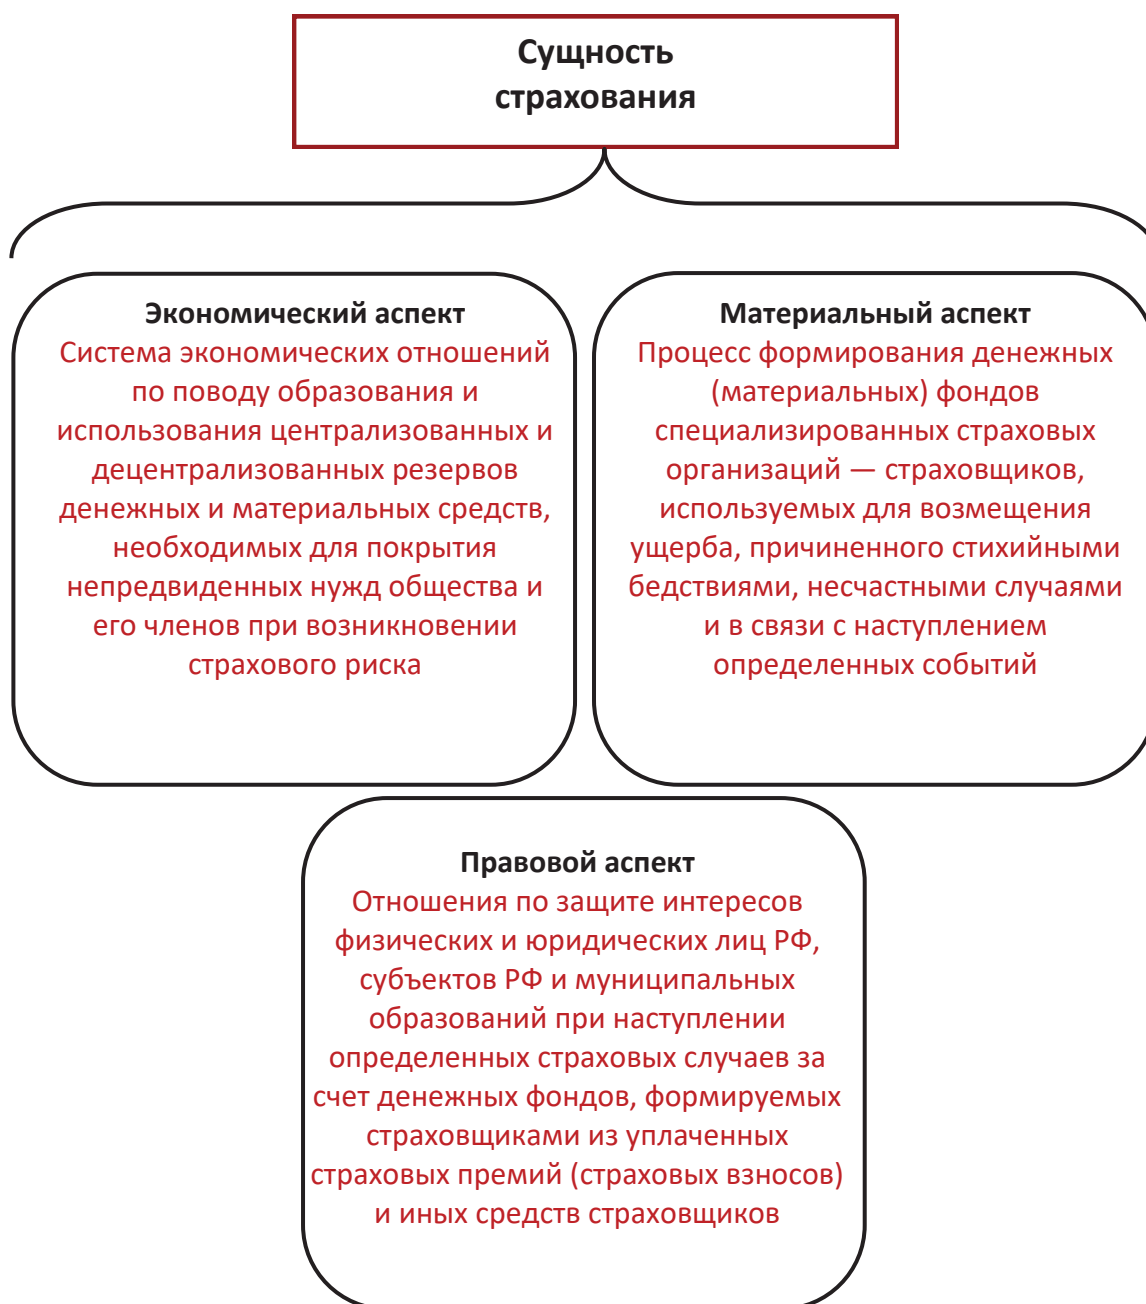 Сущность
страхования
Экономический аспект
Система экономических отношений
по поводу образования и
использования централизованных и
децентрализованных резервов
денежных и материальных средств,
необходимых для покрытия
непредвиденных нужд общества и
его членов при возникновении
страхового риска
Материальный аспект
Процесс формирования денежных
(материальных) фондов
специализированных страховых
организаций — страховщиков,
используемых для возмещения
ущерба, причиненного стихийными
бедствиями, несчастными случаями
и в связи с наступлением
определенных событий
Правовой аспект
Отношения по защите интересов
физических и юридических лиц РФ,
субъектов РФ и муниципальных
образований при наступлении
определенных страховых случаев за
счет денежных фондов, формируемых
страховщиками из уплаченных
страховых премий (страховых взносов)
и иных средств страховщиков